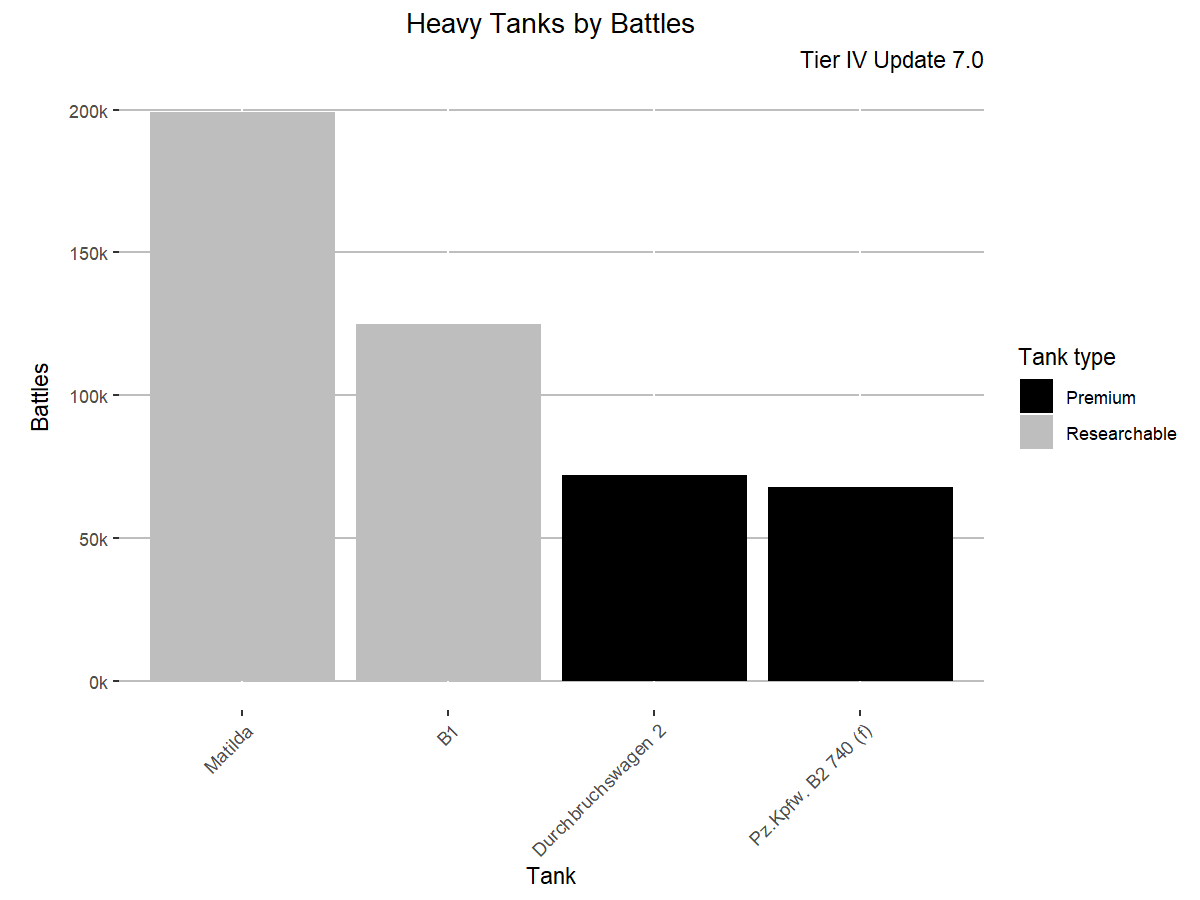 Heavy Tanks by Battles
Tier IV Update 7.0
200k
150k
100k
50k
0k
Battles
Matilda
B1
Durchbruchswagen 2
Pz.Kpfw. B2 740 (f)
Tank
Tank type
Premium
Researchable